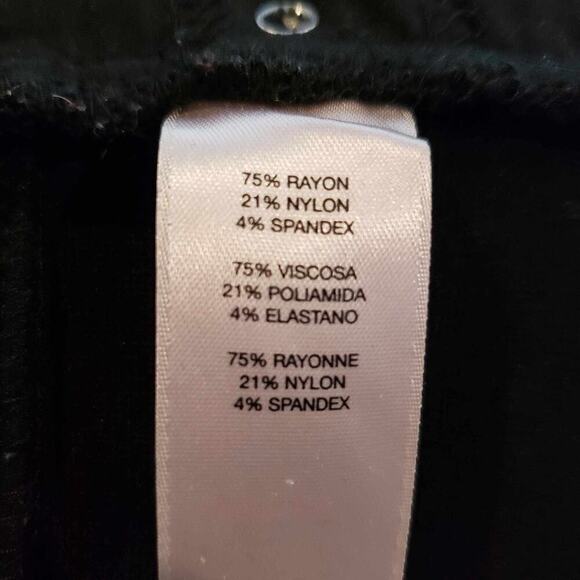 75% RAYON
21% NYLON
4% SPANDEX
75% VISCOSA
21% POLIAMIDA
4% ELASTANO
75% RAYONNE
21% NYLON
4% SPANDEX